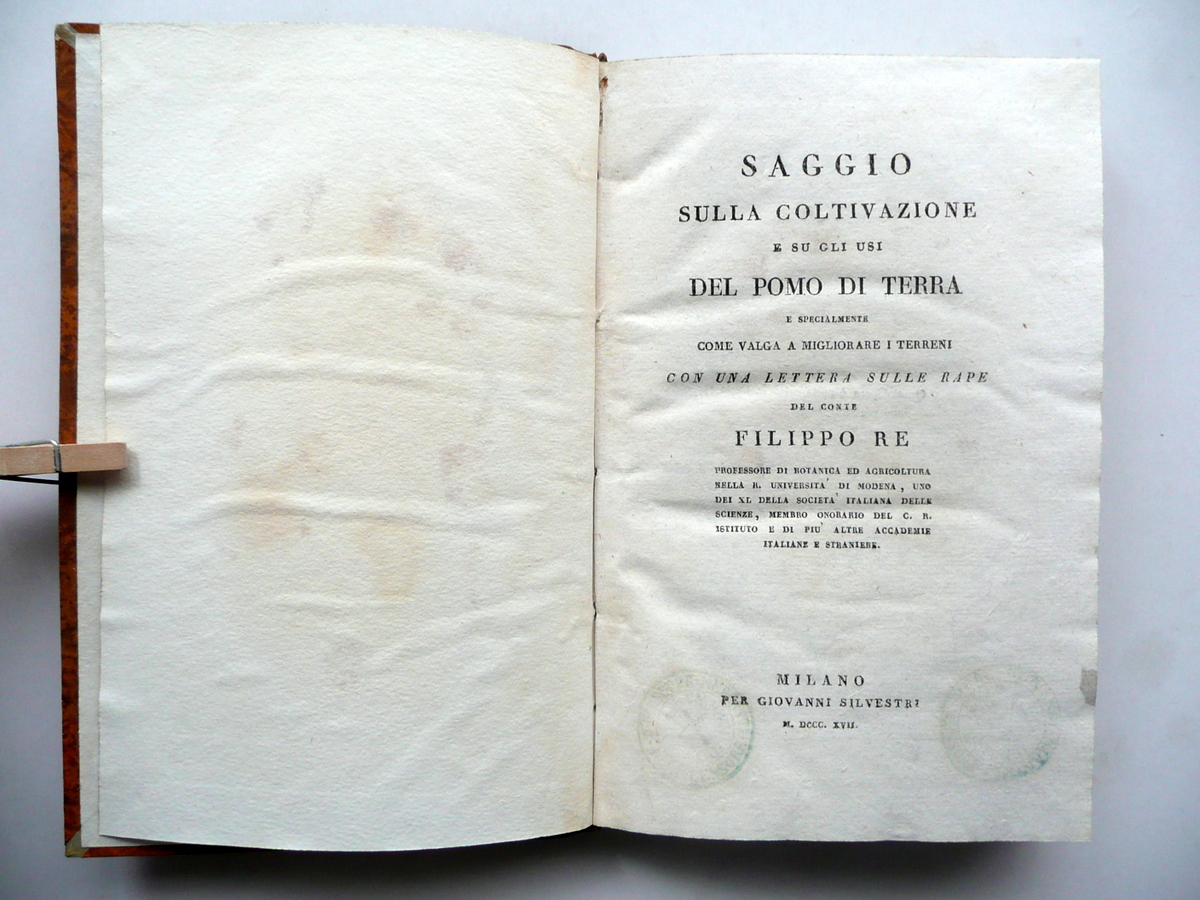 SAGGIO
SULLA COLTIVAZIONE
E SU GLI USI
DEL POMO DI TERRA
E SPECIALMENTE
COME VALGA A MIGLIORARE I TERRENI
CON UNA LETTERA SULLE RAPE
DEL CONTE
FILIPPO RE
PROFESSORE DI BOTANICA ED AGRICOLTURA
NELLA R. UNIVERSITA' DI MODENA, UNO
DEI XL DELLA SOCIETA' ITALIANA DELLE
SCIENZE, MEMBRO ONORARIO DEL C. R.
ISTITUTO E DI PIU' ALTRE ACCADEMIE
ITALIANE E STRANIERE.
MILANO
PER GIOVANNI SILVESTRI
M. DCCC. XVII.